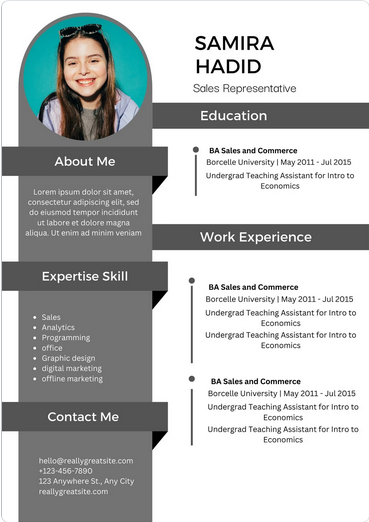 SAMIRA
HADID
Sales Representative
About Me
Lorem ipsum dolor sit amet,
consectetur adipiscing elit, sed
do eiusmod tempor incididunt
ut labore et dolore magna
aliqua. Ut enim ad minim veniam
Expertise Skill
• Sales
• Analytics
• Programming
• office
• Graphic design
• digital marketing
• offline marketing
Contact Me
hello@reallygreatsite.com
+123-456-7890
123 Anywhere St., Any City
reallygreatsite.com
Education
BA Sales and Commerce
Borcelle University | May 2011 - Jul 2015
Undergrad Teaching Assistant for Intro to
Economics
Work Experience
BA Sales and Commerce
Borcelle University | May 2011 - Jul 2015
Undergrad Teaching Assistant for Intro to
Economics
Undergrad Teaching Assistant for Intro to
Economics
BA Sales and Commerce
Borcelle University | May 2011 - Jul 2015
Undergrad Teaching Assistant for Intro to
Economics
Undergrad Teaching Assistant for Intro to
Economics